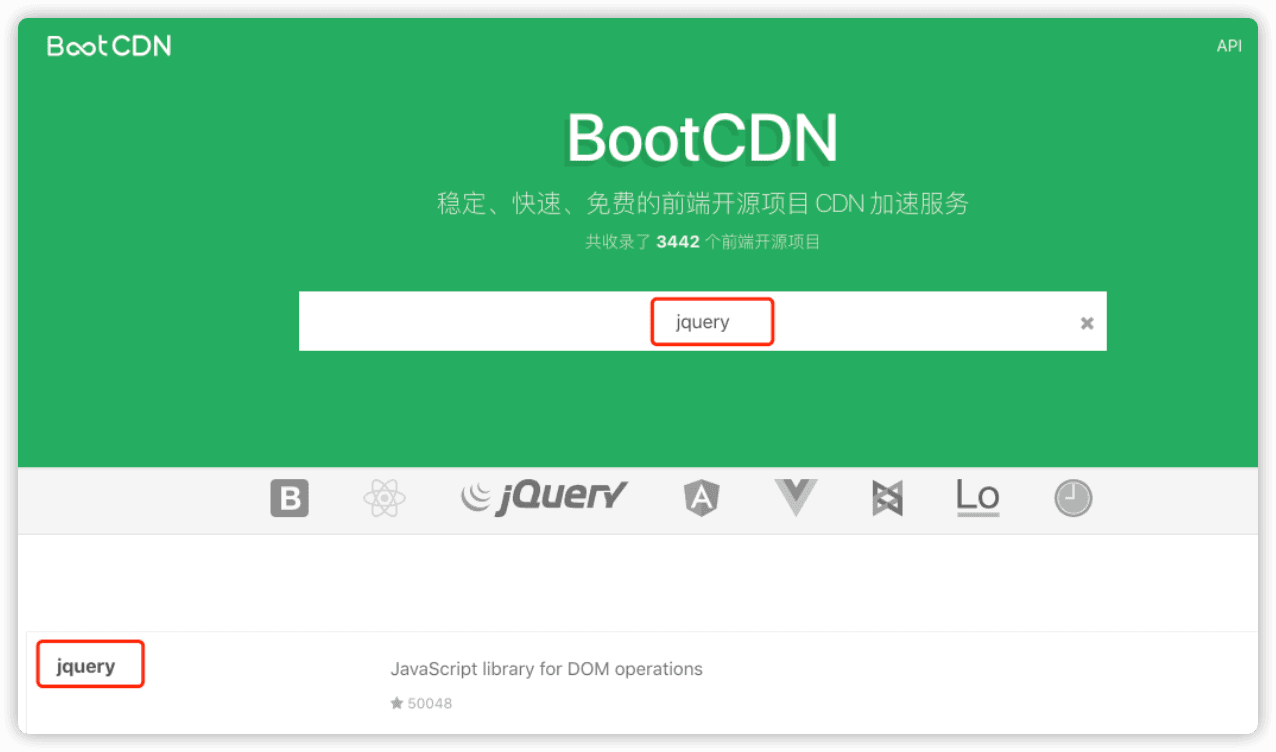 BootCDN
API
BootCDN
稳定、快速、免费的前端开源项目 CDN 加速服务
共收录了 3442 个前端开源项目
jquery
B
jQuery
A
Lo
jquery
JavaScript library for DOM operations
50048